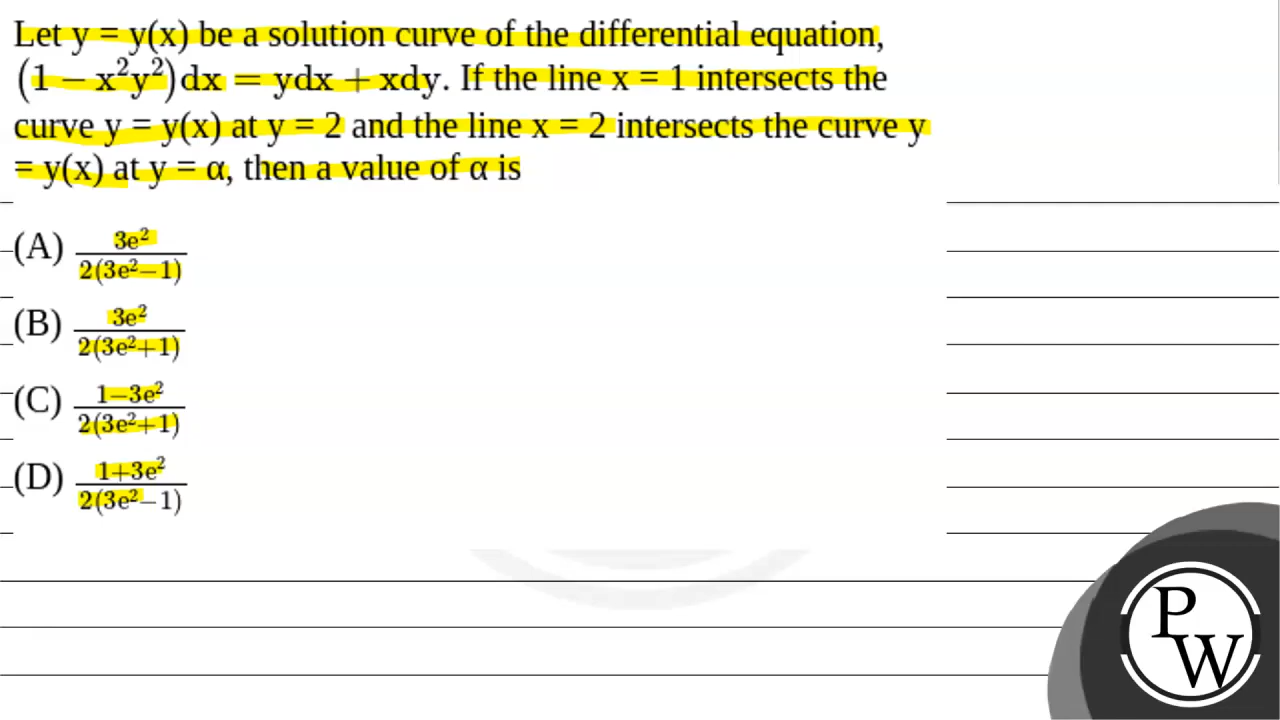 Let y = y(x) be a solution curve of the differential equation,
(1 − x²y²)dx = ydx + xdy. If the line x = 1 intersects the
curve y = y(x) at y = 2 and the line x = 2 intersects the curve y
= y(x) at y = α, then a value of α is
(A) 3e²/2(3e²−1)
(B) 3e²/2(3e²+1)
(C) 1−3e²/2(3e²+1)
(D) 1+3e²/2(3e²−1)
P
W